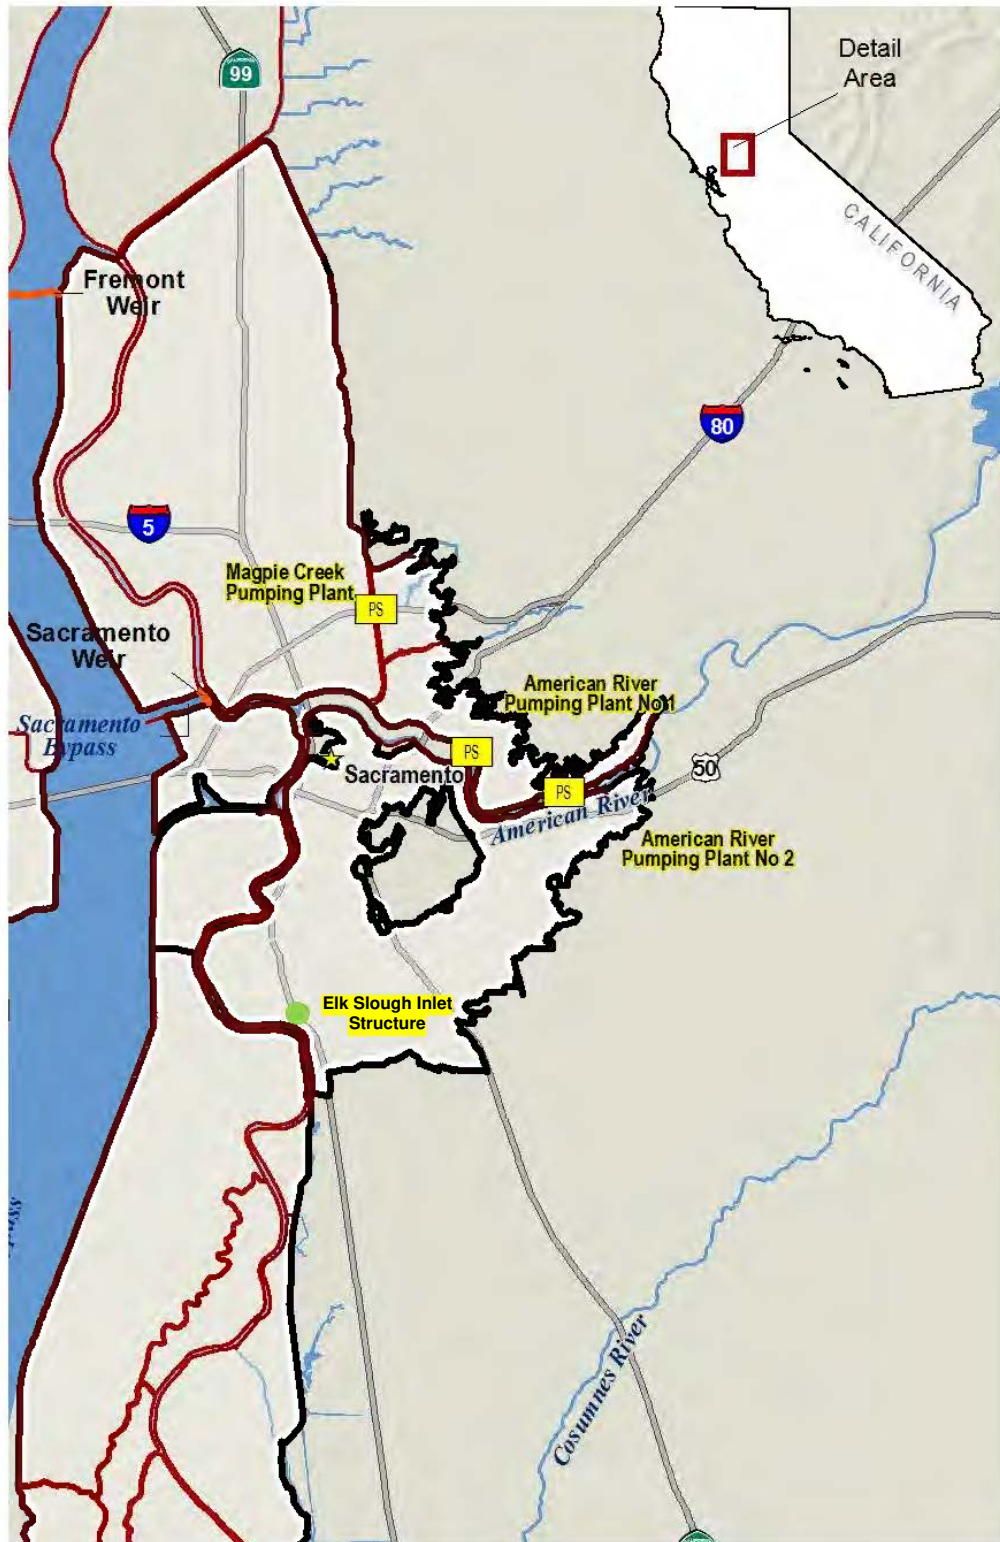 Detail
Area
99
CALIFORNIA
Fremont
Weir
80
5
Magpie Creek
Pumping Plant
PS
Sacramento
Weir
American River
Pumping Plant No 1
Sacramento
Bypass
PS
Sacramento
50
PS
American River
American River
Pumping Plant No 2
Elk Slough Inlet
Structure
Cosumnes River